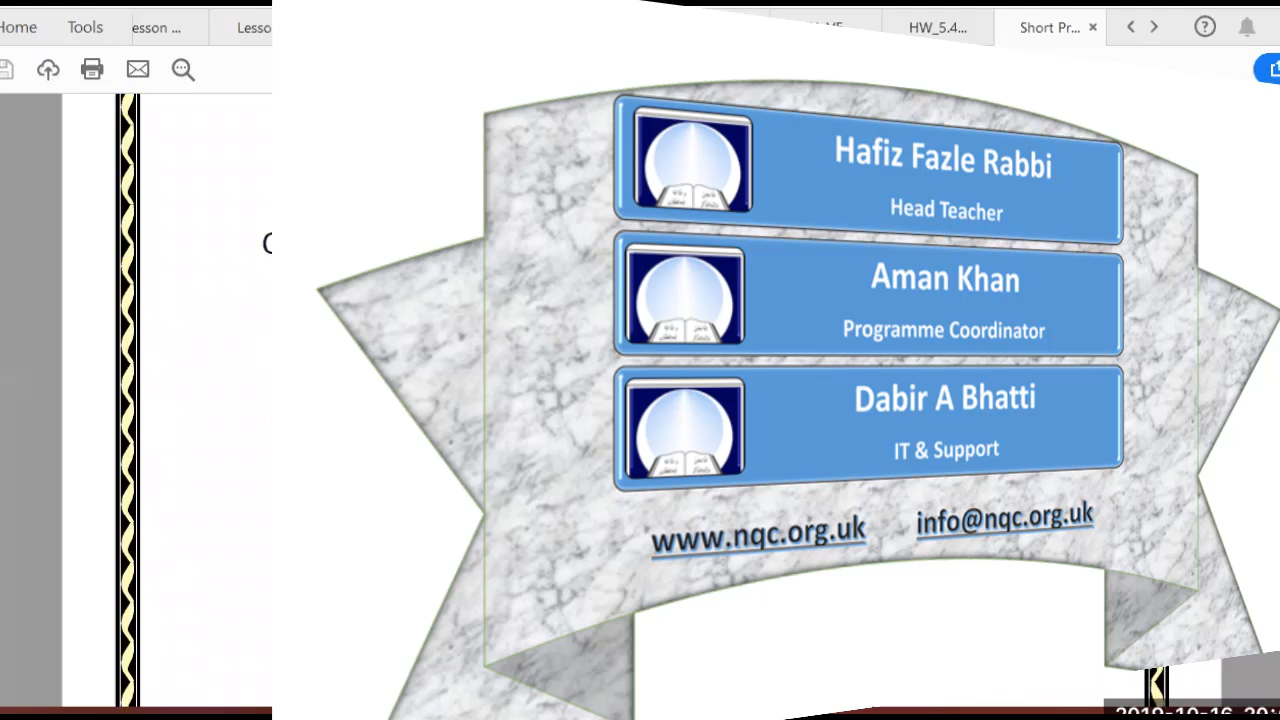 Home Tools esson ... Lesso HW_5.4... Short Pr...
Hafiz Fazle Rabbi
Head Teacher
Aman Khan
Programme Coordinator
Dabir A Bhatti
IT & Support
www.nqc.org.uk info@nqc.org.uk